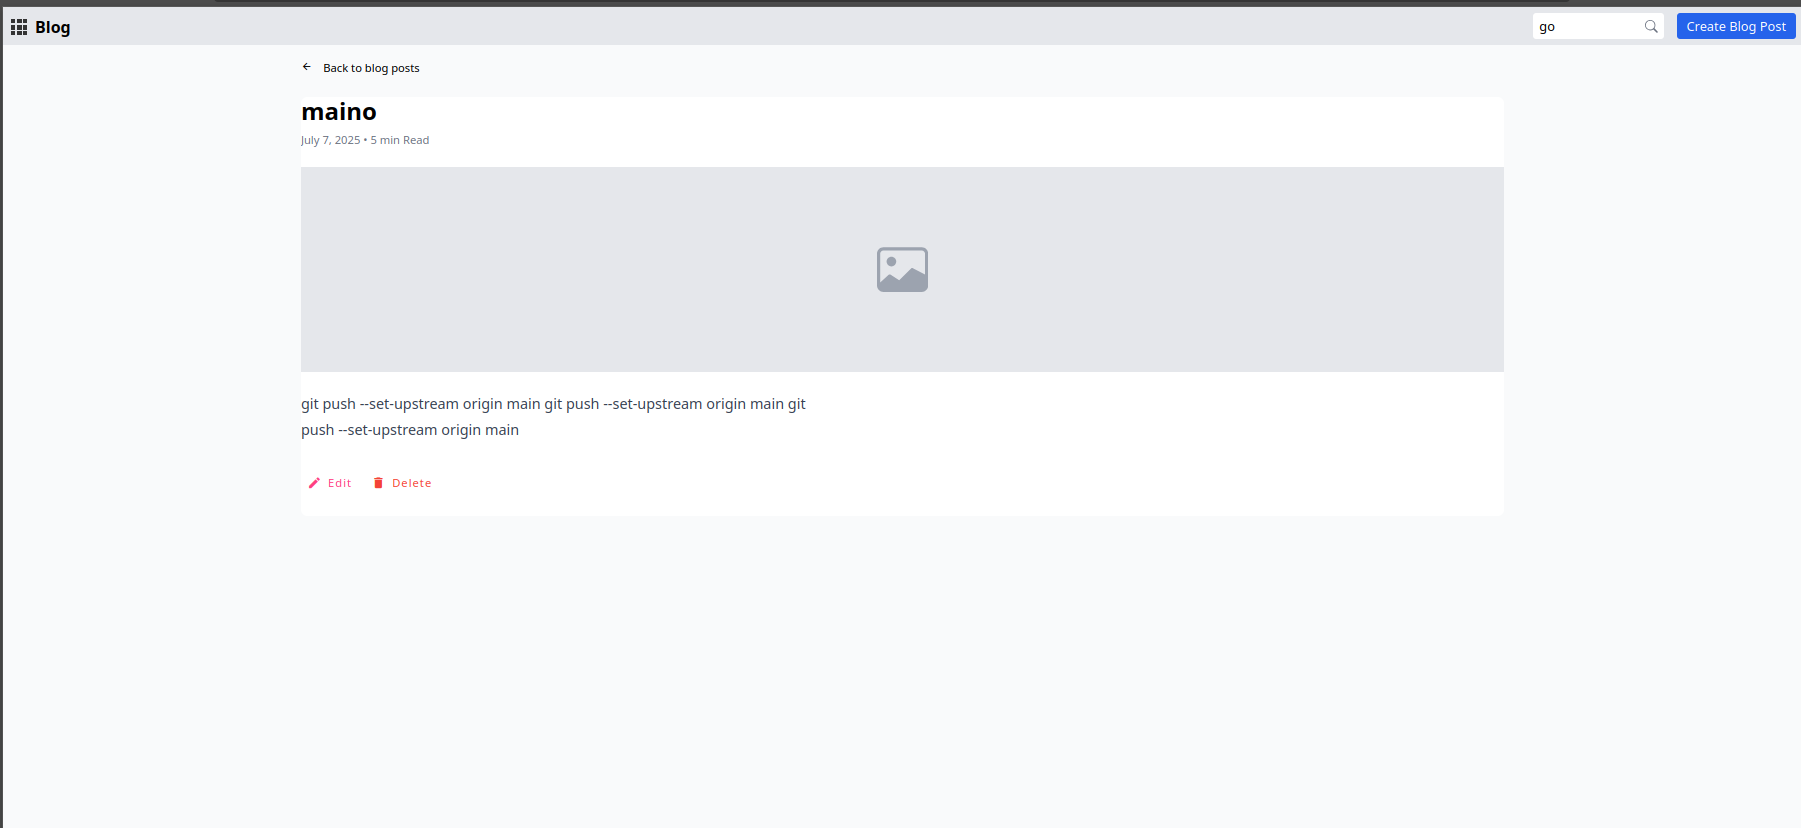 Blog
go
Create Blog Post
Back to blog posts
maino
July 7, 2025 • 5 min Read
git push --set-upstream origin main git push --set-upstream origin main git
push --set-upstream origin main
Edit
Delete